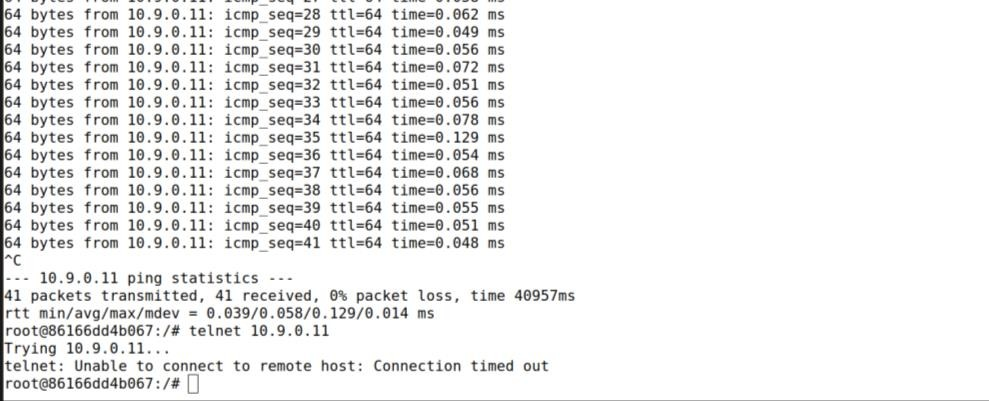 64 bytes from 10.9.0.11: icmp_seq=28 ttl=64 time=0.062 ms
64 bytes from 10.9.0.11: icmp_seq=29 ttl=64 time=0.049 ms
64 bytes from 10.9.0.11: icmp_seq=30 ttl=64 time=0.056 ms
64 bytes from 10.9.0.11: icmp_seq=31 ttl=64 time=0.072 ms
64 bytes from 10.9.0.11: icmp_seq=32 ttl=64 time=0.051 ms
64 bytes from 10.9.0.11: icmp_seq=33 ttl=64 time=0.056 ms
64 bytes from 10.9.0.11: icmp_seq=34 ttl=64 time=0.078 ms
64 bytes from 10.9.0.11: icmp_seq=35 ttl=64 time=0.129 ms
64 bytes from 10.9.0.11: icmp_seq=36 ttl=64 time=0.054 ms
64 bytes from 10.9.0.11: icmp_seq=37 ttl=64 time=0.068 ms
64 bytes from 10.9.0.11: icmp_seq=38 ttl=64 time=0.056 ms
64 bytes from 10.9.0.11: icmp_seq=39 ttl=64 time=0.055 ms
64 bytes from 10.9.0.11: icmp_seq=40 ttl=64 time=0.051 ms
64 bytes from 10.9.0.11: icmp_seq=41 ttl=64 time=0.048 ms
^C
--- 10.9.0.11 ping statistics ---
41 packets transmitted, 41 received, 0% packet loss, time 40957ms
rtt min/avg/max/mdev = 0.039/0.058/0.129/0.014 ms
root@86166dd4b067:/# telnet 10.9.0.11
Trying 10.9.0.11...
telnet: Unable to connect to remote host: Connection timed out
root@86166dd4b067:/#